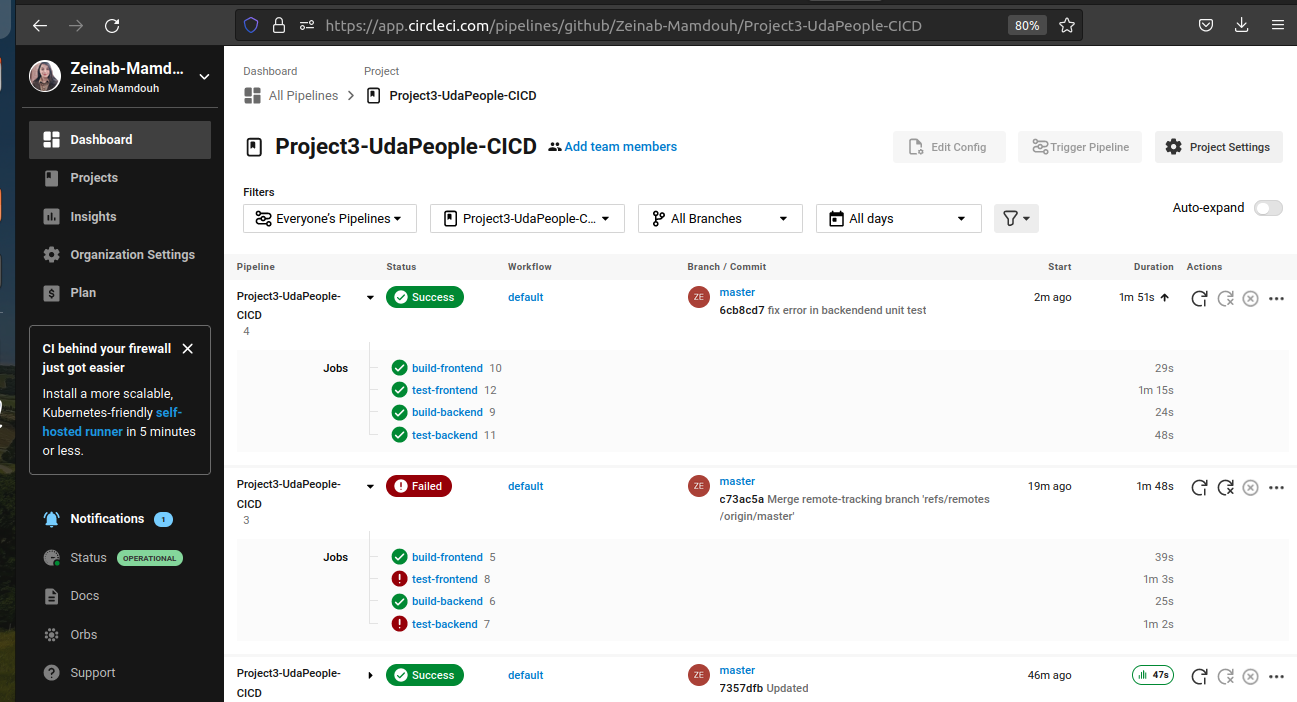 https://app.circleci.com/pipelines/github/Zeinab-Mamdouh/Project3-UdaPeople-CICD
80%
Zeinab-Mamd...
Zeinab Mamdouh
Dashboard
Projects
Insights
Organization Settings
Plan
CI behind your firewall
just got easier
Install a more scalable,
Kubernetes-friendly self-
hosted runner in 5 minutes
or less.
Notifications 1
Status OPERATIONAL
Docs
Orbs
Support
Dashboard Project
All Pipelines Project3-UdaPeople-CICD
Project3-UdaPeople-CICD Add team members
Edit Config Trigger Pipeline Project Settings
Filters
Everyone's Pipelines Project3-UdaPeople-C... All Branches All days
Auto-expand
Pipeline Status Workflow Branch / Commit Start Duration Actions
Project3-UdaPeople- Success default ZE master 2m ago 1m 51s
CICD 6cb8cd7 fix error in backendend unit test
4
Jobs build-frontend 10 29s
test-frontend 12 1m 15s
build-backend 9 24s
test-backend 11 48s
Project3-UdaPeople- Failed default ZE master 19m ago 1m 48s
CICD c73ac5a Merge remote-tracking branch 'refs/remotes
3 /origin/master'
Jobs build-frontend 5 39s
test-frontend 8 1m 3s
build-backend 6 25s
test-backend 7 1m 2s
Project3-UdaPeople- Success default ZE master 46m ago 47s
CICD 7357dfb Updated